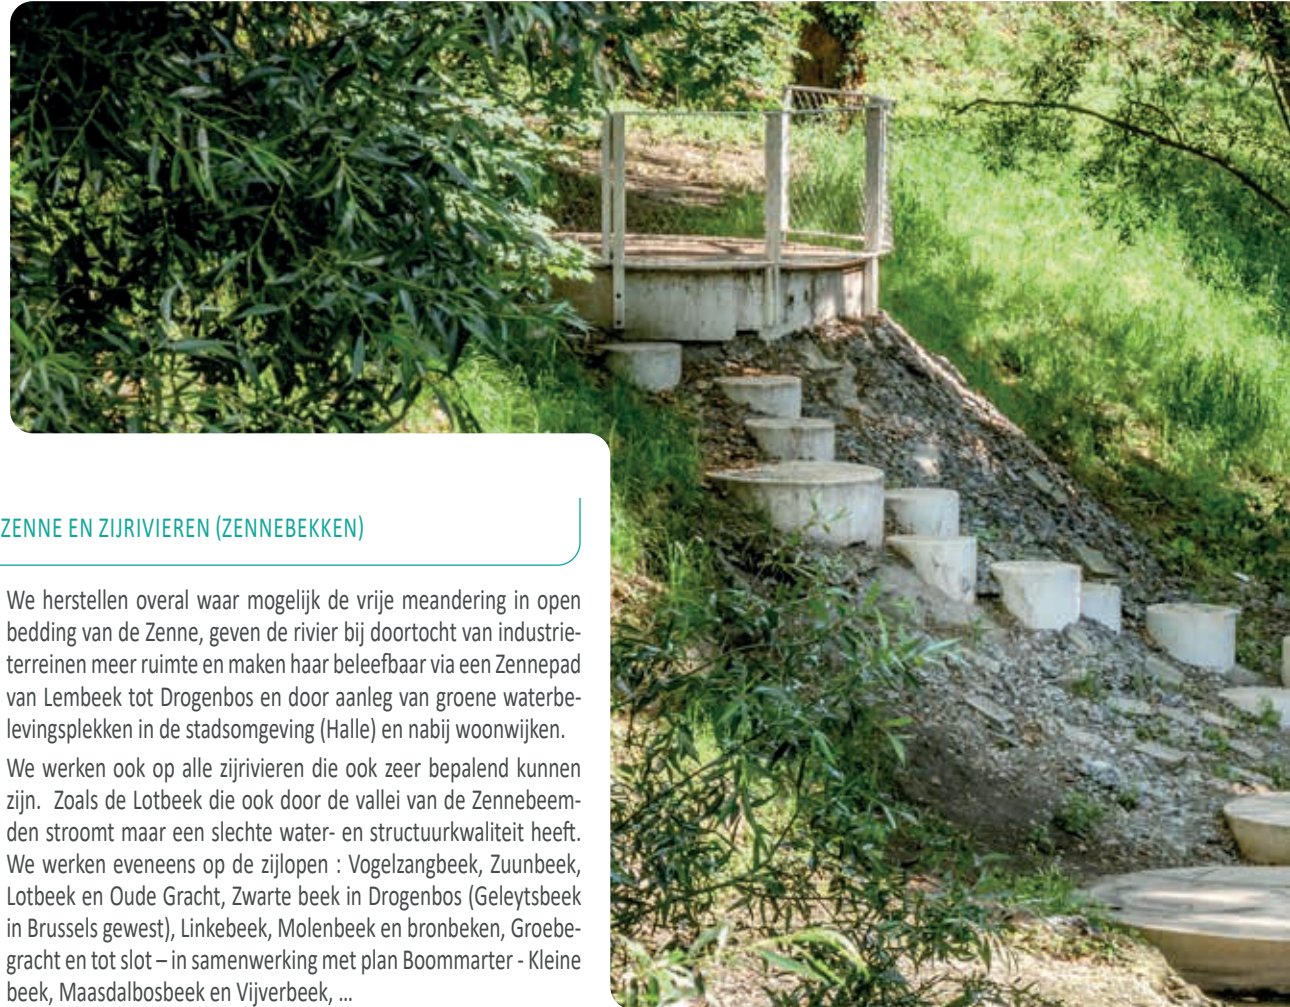 ZENNE EN ZIJRIVIEREN (ZENNEBEKKEN)
We herstellen overal waar mogelijk de vrije meandering in open
bedding van de Zenne, geven de rivier bij doortocht van industrie-
terreinen meer ruimte en maken haar beleefbaar via een Zennepad
van Lembeek tot Drogenbos en door aanleg van groene waterbe-
levingsplekken in de stadsomgeving (Halle) en nabij woonwijken.
We werken ook op alle zijrivieren die ook zeer bepalend kunnen
zijn.  Zoals de Lotbeek die ook door de vallei van de Zennebeem-
den stroomt maar een slechte water- en structuurkwaliteit heeft.
We werken eveneens op de zijlopen : Vogelzangbeek, Zuunbeek,
Lotbeek en Oude Gracht, Zwarte beek in Drogenbos (Geleytsbeek
in Brussels gewest), Linkebeek, Molenbeek en bronbeken, Groebe-
gracht en tot slot – in samenwerking met plan Boommarter - Kleine
beek, Maasdalbosbeek en Vijverbeek, ...